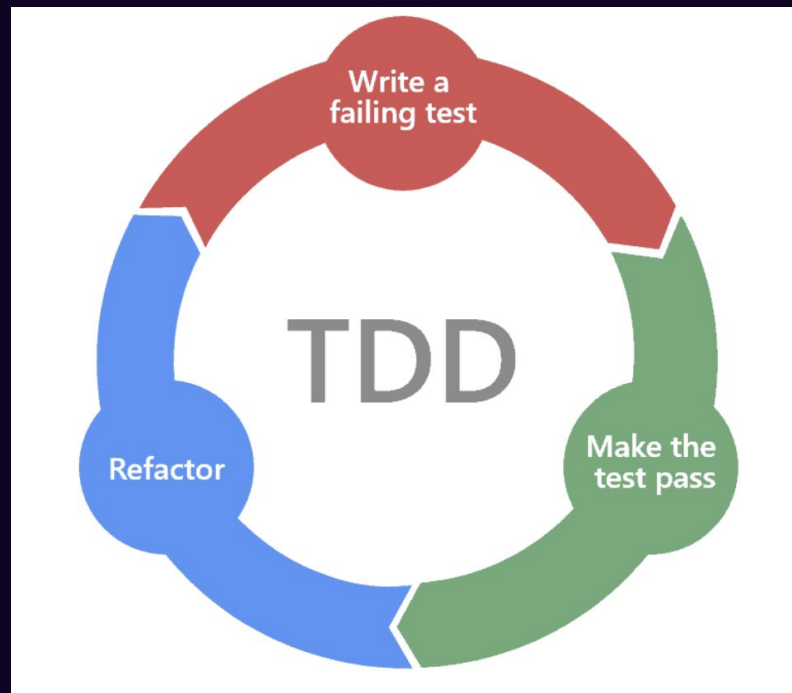 Write a
failing test
TDD
Make the
test pass
Refactor